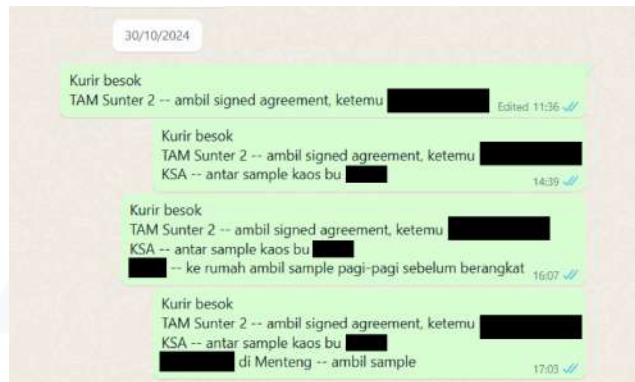 30/10/2024
Kurir besok
TAM Sunter 2 -- ambil signed agreement, ketemu
Edited 11:36
Kurir besok
TAM Sunter 2 -- ambil signed agreement, ketemu
KSA -- antar sample kaos bu
14:39
Kurir besok
TAM Sunter 2 -- ambil signed agreement, ketemu
KSA -- antar sample kaos bu
-- ke rumah ambil sample pagi-pagi sebelum berangkat
16:07
Kurir besok
TAM Sunter 2 -- ambil signed agreement, ketemu
KSA -- antar sample kaos bu
di Menteng -- ambil sample
17:03